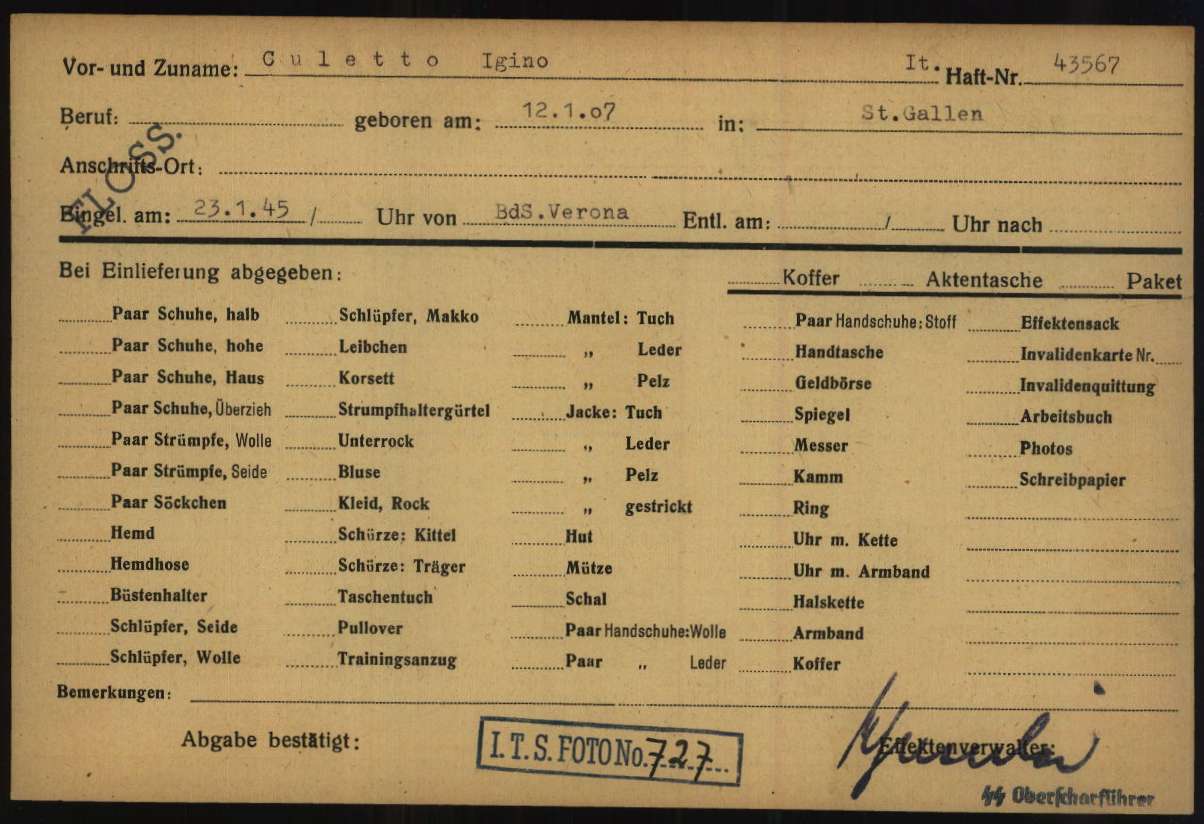 Vor- und Zuname: Culetto Igino It. Haft-Nr. 43567
Beruf: geboren am: 12.1.07 in: St.Gallen
FLOSS.
Anschrifts-Ort:
Eingel. am: 23.1.45 / Uhr von BdS.Verona Entl. am: / Uhr nach
Bei Einlieferung abgegeben: Koffer Aktentasche Paket
Paar Schuhe, halb Schlüpfer, Makko Mantel: Tuch Paar Handschuhe: Stoff Effektensack
Paar Schuhe, hohe Leibchen „ Leder Handtasche Invalidenkarte Nr.
Paar Schuhe, Haus Korsett „ Pelz Geldbörse Invalidenquittung
Paar Schuhe, Überzieh Strumpfhaltergürtel Jacke: Tuch Spiegel Arbeitsbuch
Paar Strümpfe, Wolle Unterrock „ Leder Messer Photos
Paar Strümpfe, Seide Bluse „ Pelz Kamm Schreibpapier
Paar Söckchen Kleid, Rock „ gestrickt Ring
Hemd Schürze: Kittel Hut Uhr m. Kette
Hemdhose Schürze: Träger Mütze Uhr m. Armband
Büstenhalter Taschentuch Schal Halskette
Schlüpfer, Seide Pullover Paar Handschuhe: Wolle Armband
Schlüpfer, Wolle Trainingsanzug Paar „ Leder Koffer
Bemerkungen:
Abgabe bestätigt: I.T.S. FOTO No. 727 Effektenverwalter:
SS Oberscharführer